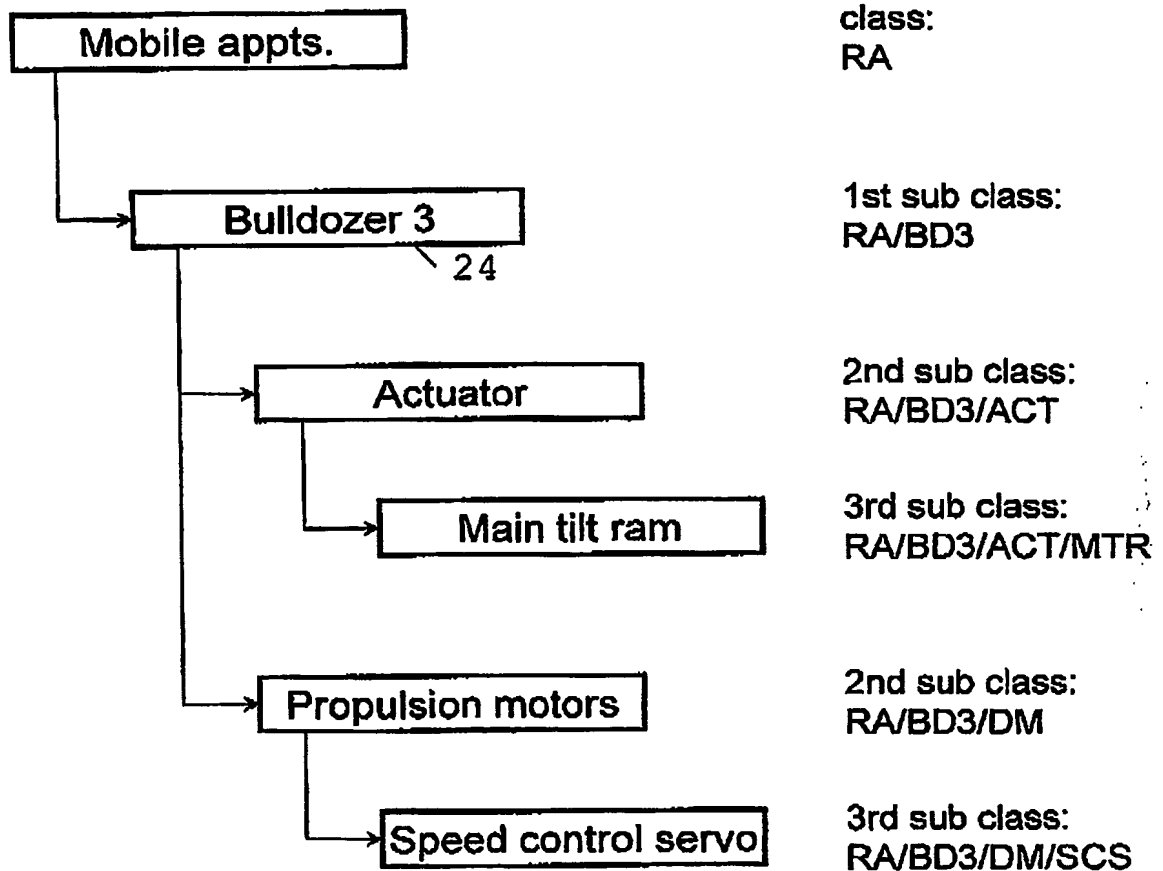 Mobile appts.
class:
RA
Bulldozer 3
24
1st sub class:
RA/BD3
Actuator
2nd sub class:
RA/BD3/ACT
Main tilt ram
3rd sub class:
RA/BD3/ACT/MTR
Propulsion motors
2nd sub class:
RA/BD3/DM
Speed control servo
3rd sub class:
RA/BD3/DM/SCS